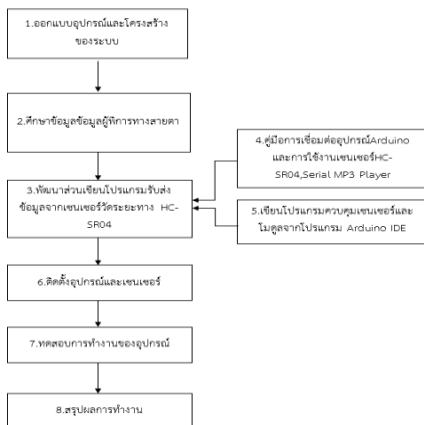 1.ออกแบบอุปกรณ์และโครงสร้าง
ของระบบ
2.ศึกษาข้อมูลข้อมูลผู้พิการทางสายตา
3.พัฒนาส่วนเขียนโปรแกรมรับส่ง
ข้อมูลจากเซนเซอร์วัดระยะทาง HC-
SR04
4.คู่มือการเชื่อมต่ออุปกรณ์Arduino
และการใช้งานเซนเซอร์HC-
SR04,Serial MP3 Player
5.เขียนโปรแกรมควบคุมเซนเซอร์และ
โมดูลจากโปรแกรม Arduino IDE
6.ติดตั้งอุปกรณ์และเซนเซอร์
7.ทดสอบการทำงานของอุปกรณ์
8.สรุปผลการทำงาน